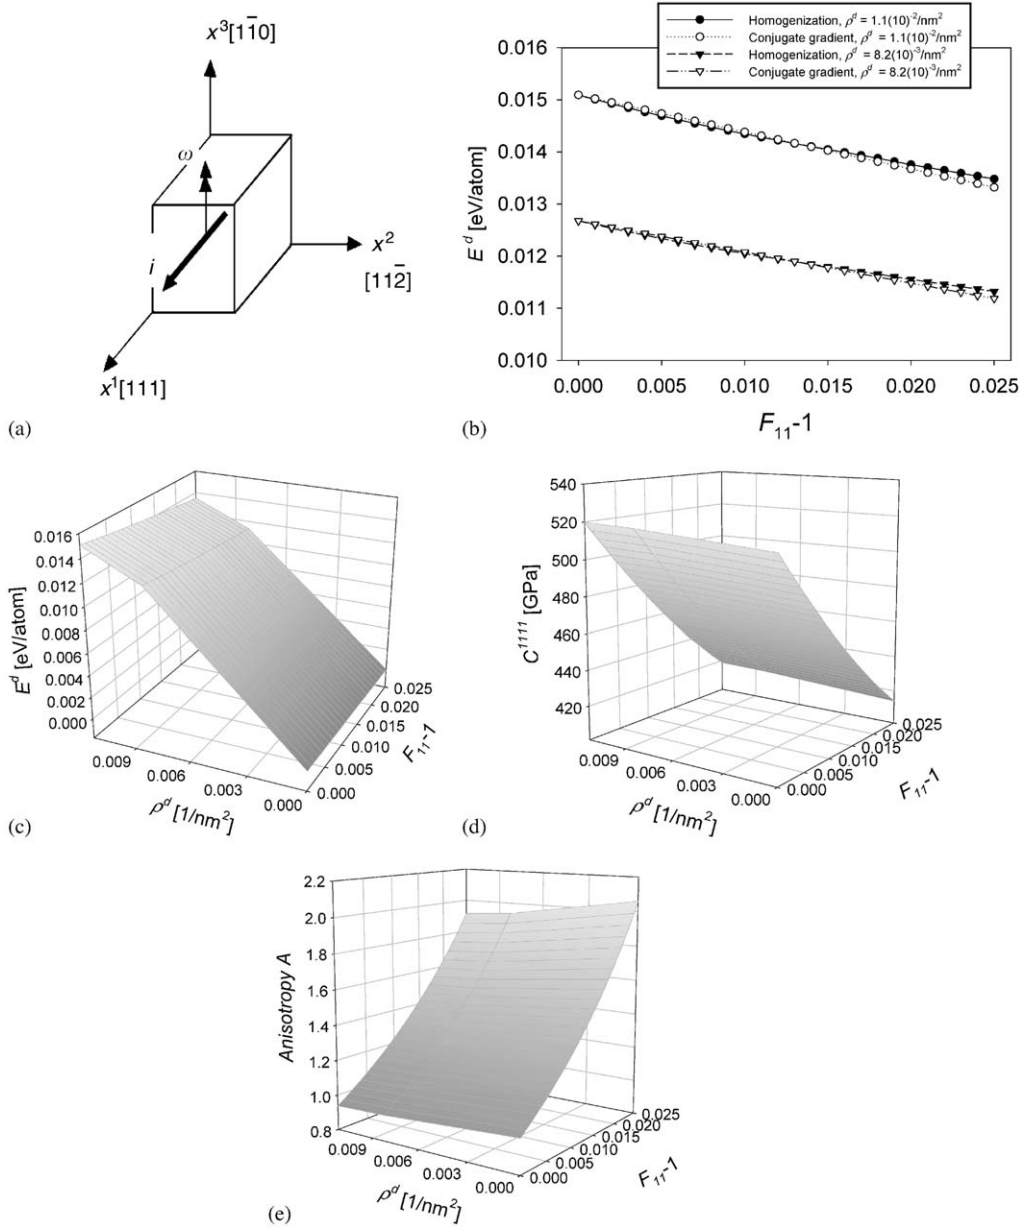 x³[11̅0]
ω
i
x²
[112̅]
x¹[111]
(a)
Homogenization, ρᵈ = 1.1(10)⁻²/nm²
Conjugate gradient, ρᵈ = 1.1(10)⁻²/nm²
Homogenization, ρᵈ = 8.2(10)⁻³/nm²
Conjugate gradient, ρᵈ = 8.2(10)⁻³/nm²
0.016
0.015
0.014
0.013
0.012
0.011
0.010
E ᵈ [eV/atom]
0.000 0.005 0.010 0.015 0.020 0.025
F₁₁-1
(b)
0.016
0.014
0.012
0.010
0.008
0.006
0.004
0.002
0.000
Eᵈ [eV/atom]
0.009 0.006 0.003 0.000
ρᵈ [1/nm²]
0.025
0.020
0.015
0.010
0.005
0.000
F₁₁-1
(c)
540
520
500
480
460
440
420
C¹¹¹¹ [GPa]
0.009 0.006 0.003 0.000
ρᵈ [1/nm²]
0.025
0.020
0.015
0.010
0.005
0.000
F₁₁-1
(d)
2.2
2.0
1.8
1.6
1.4
1.2
1.0
0.8
Anisotropy A
0.009 0.006 0.003 0.000
ρᵈ [1/nm²]
0.025
0.020
0.015
0.010
0.005
0.000
F₁₁-1
(e)